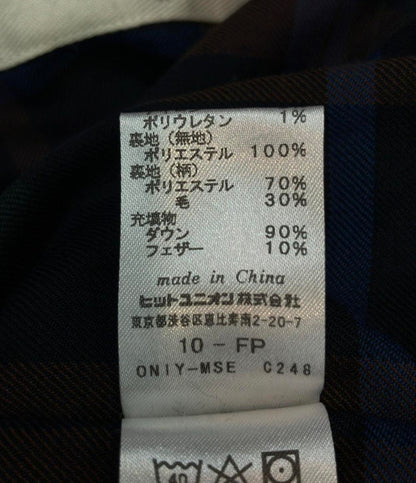 ポリウレタン 1%
裏地(無地)
ポリエステル 100%
裏地(柄)
ポリエステル 70%
毛 30%
充填物
ダウン 90%
フェザー 10%
made in China
ヒットユニオン株式会社
東京都渋谷区恵比寿南2-20-7
10-FP
ONIY-MSE C248
40